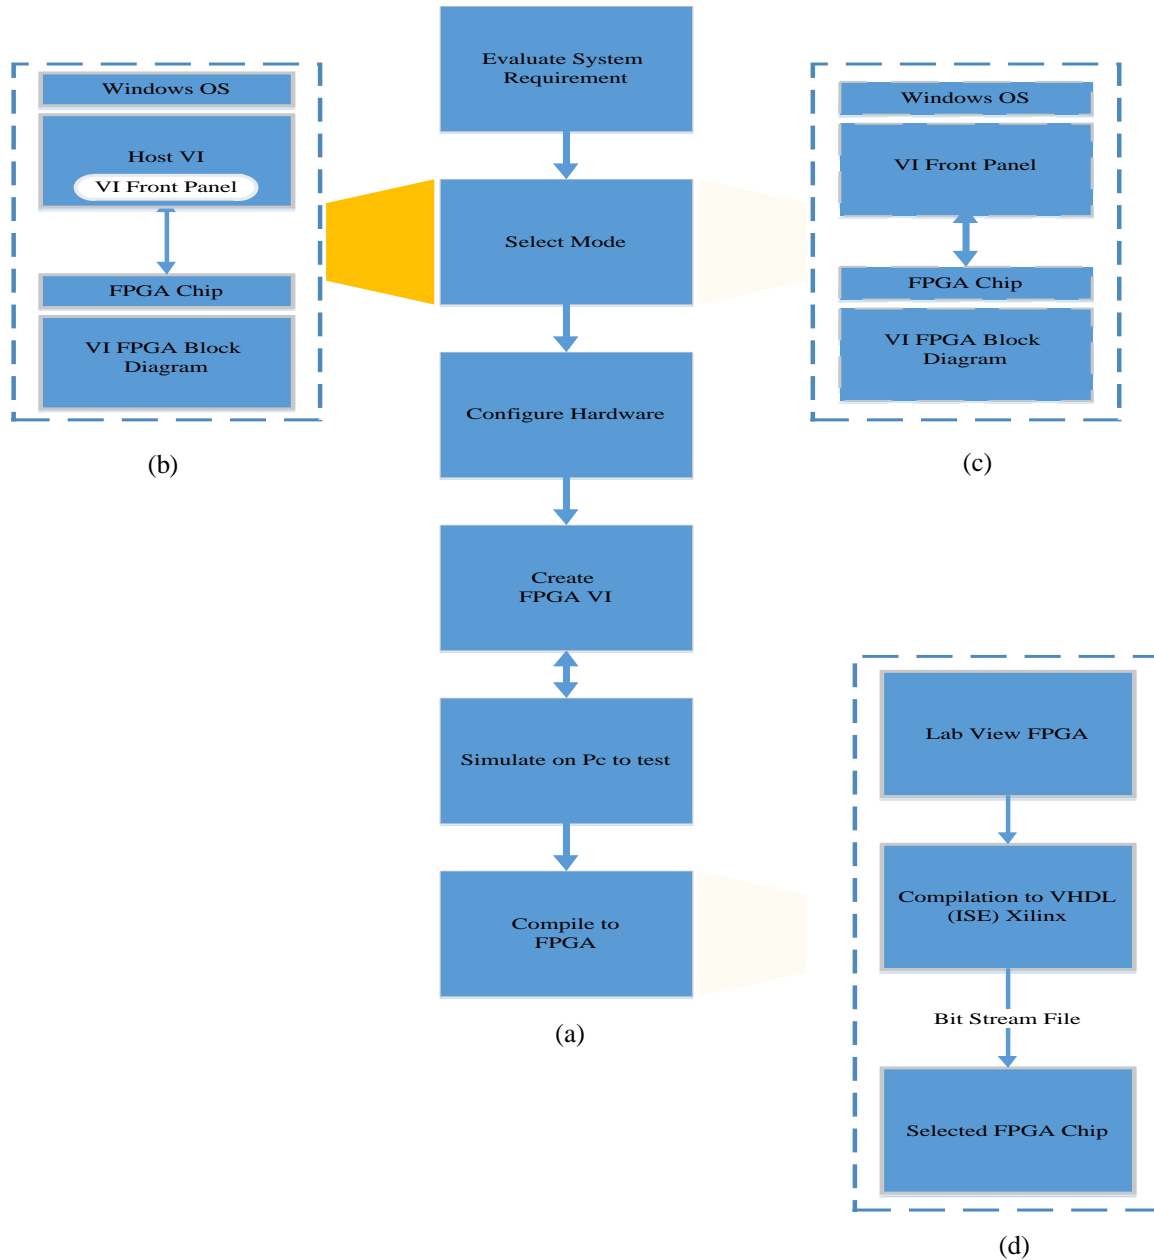 Evaluate System
Requirement
Select Mode
Configure Hardware
Create
FPGA VI
Simulate on Pc to test
Compile to
FPGA
(a)
Windows OS
Host VI
VI Front Panel
FPGA Chip
VI FPGA Block
Diagram
(b)
Windows OS
VI Front Panel
FPGA Chip
VI FPGA Block
Diagram
(c)
Lab View FPGA
Compilation to VHDL
(ISE) Xilinx
Bit Stream File
Selected FPGA Chip
(d)